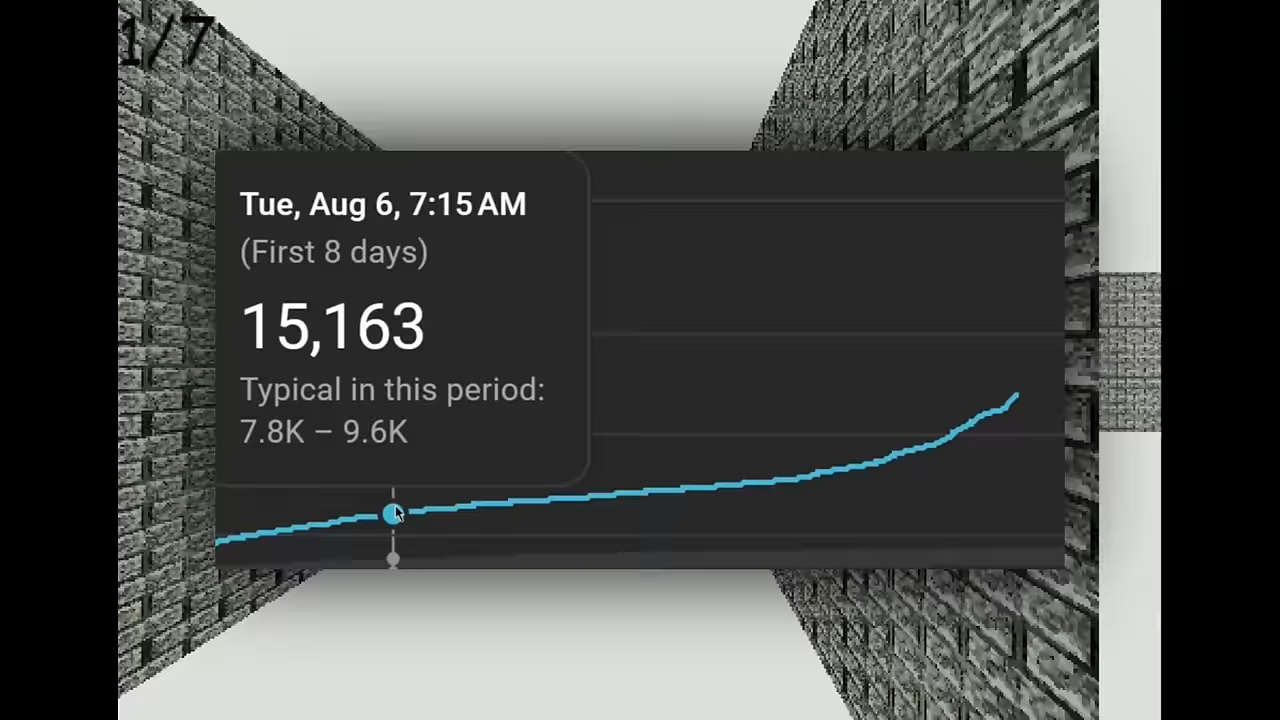 1/7
Tue, Aug 6, 7:15 AM
(First 8 days)
15,163
Typical in this period:
7.8K – 9.6K